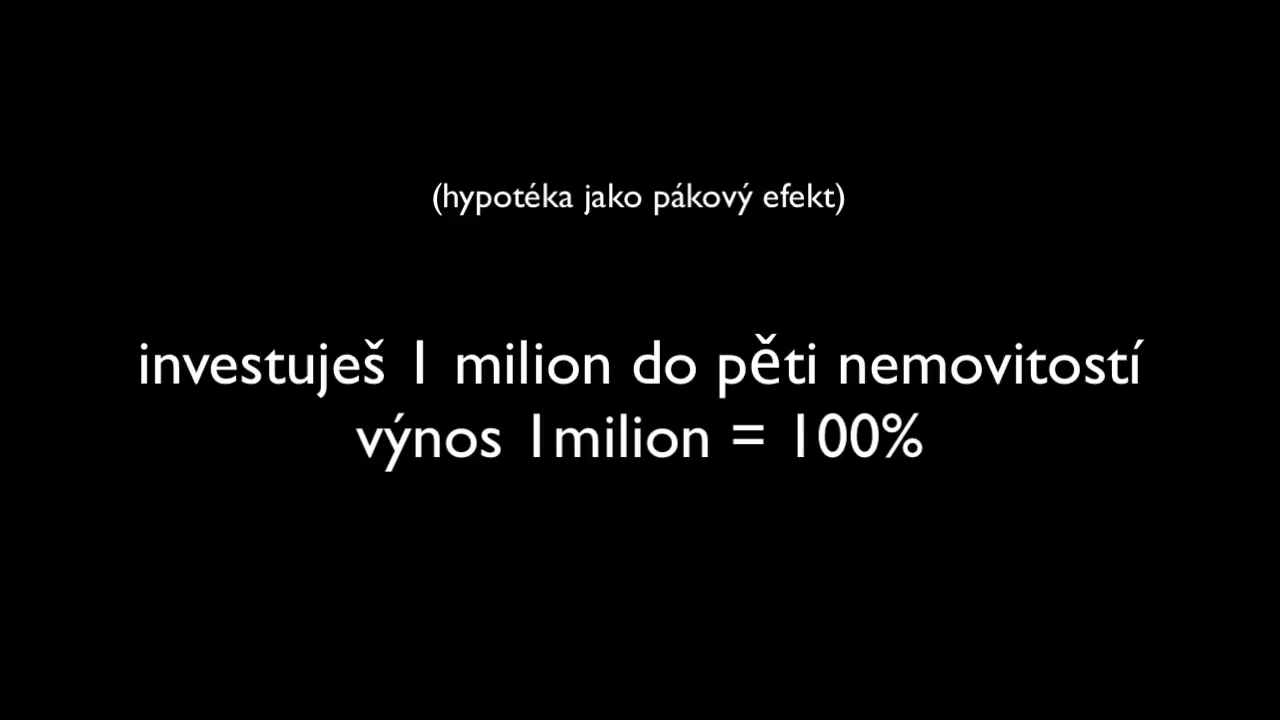 (hypotéka jako pákový efekt)
investuješ 1 milion do pěti nemovitostí
výnos 1milion = 100%